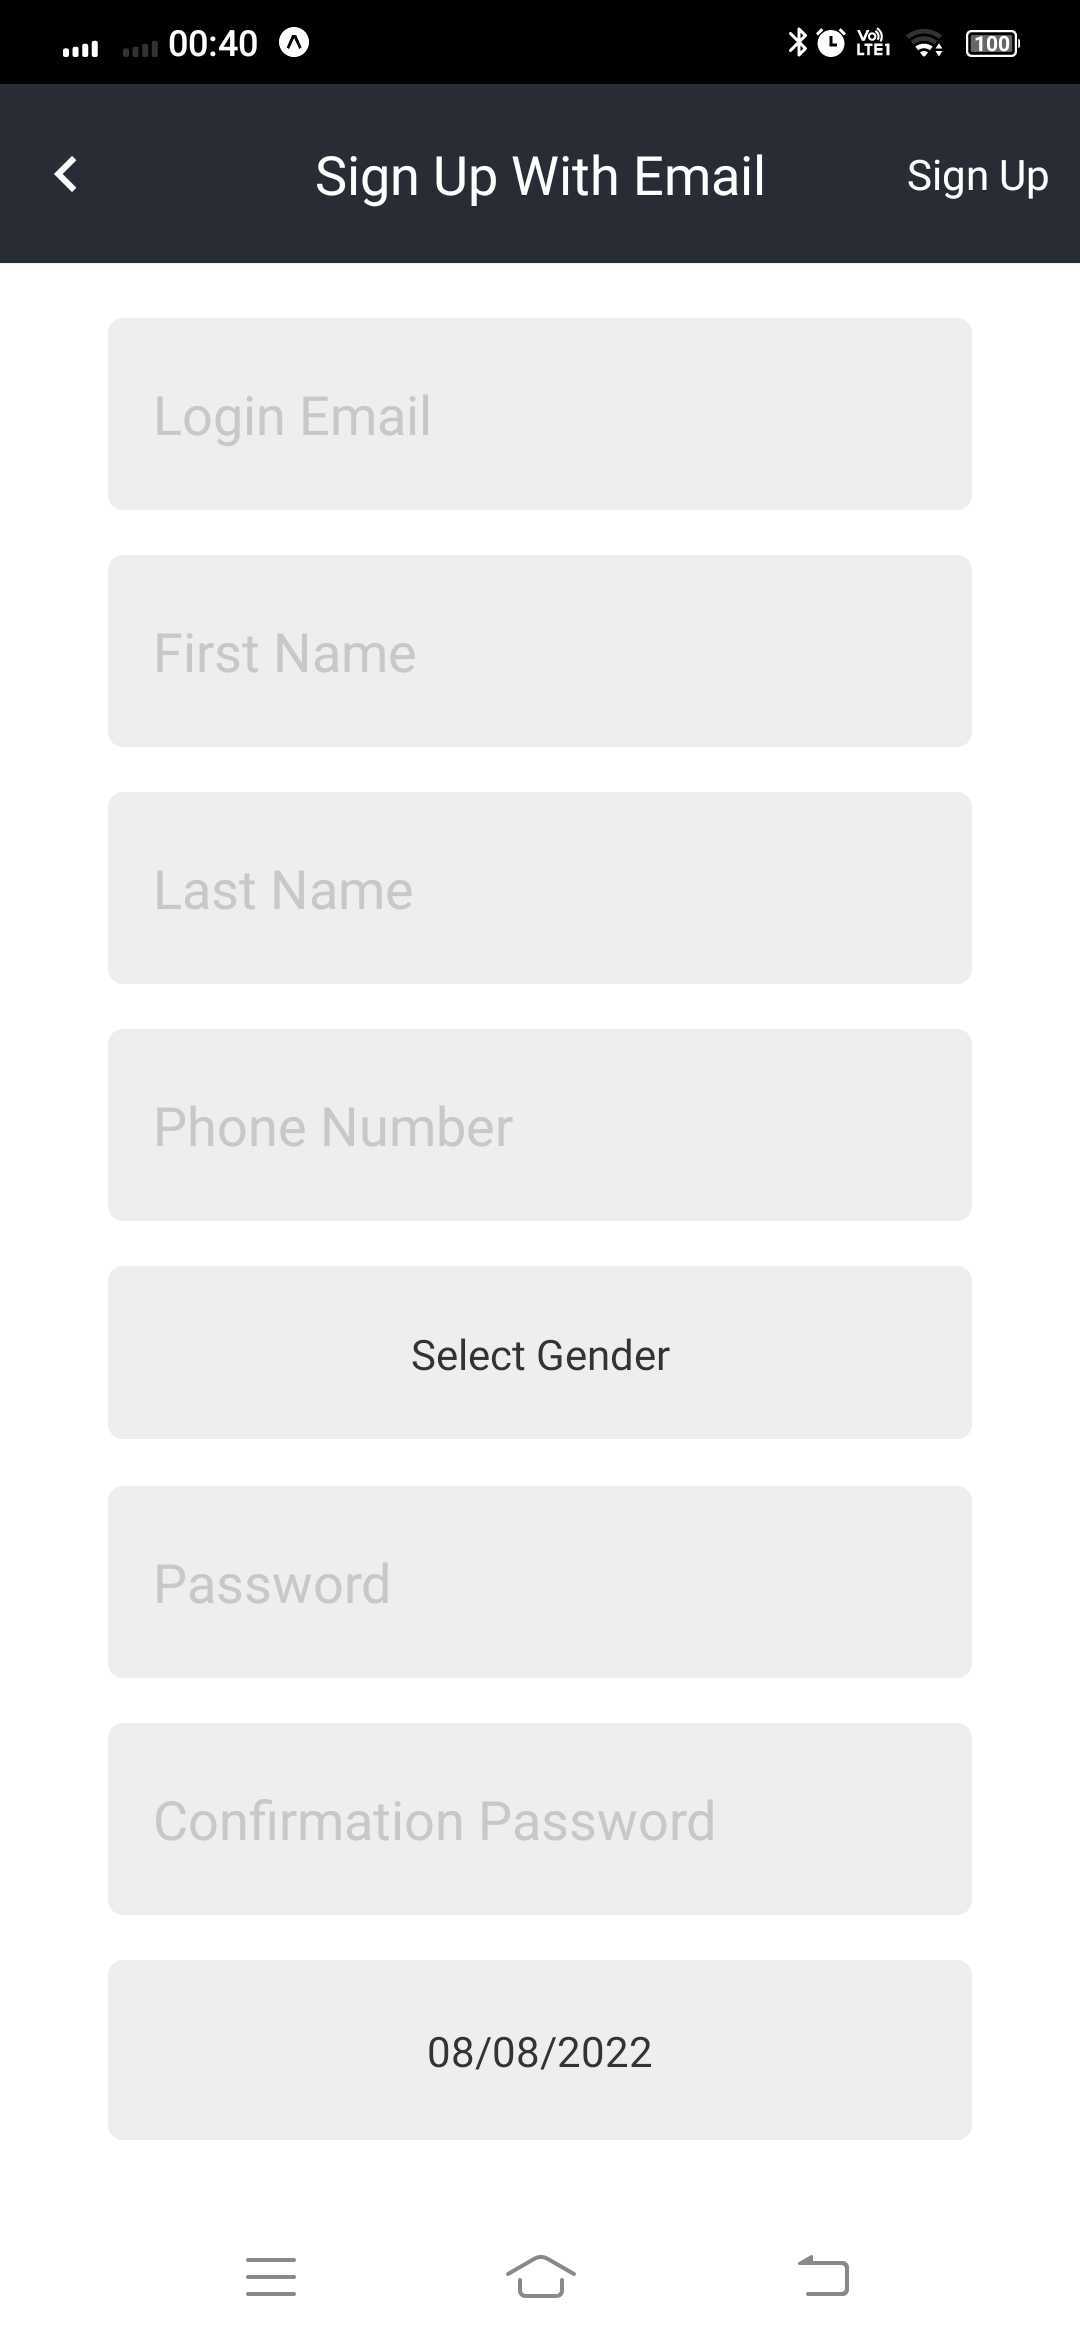 00:40
Vo) LTE1
100
Sign Up With Email
Sign Up
Login Email
First Name
Last Name
Phone Number
Select Gender
Password
Confirmation Password
08/08/2022